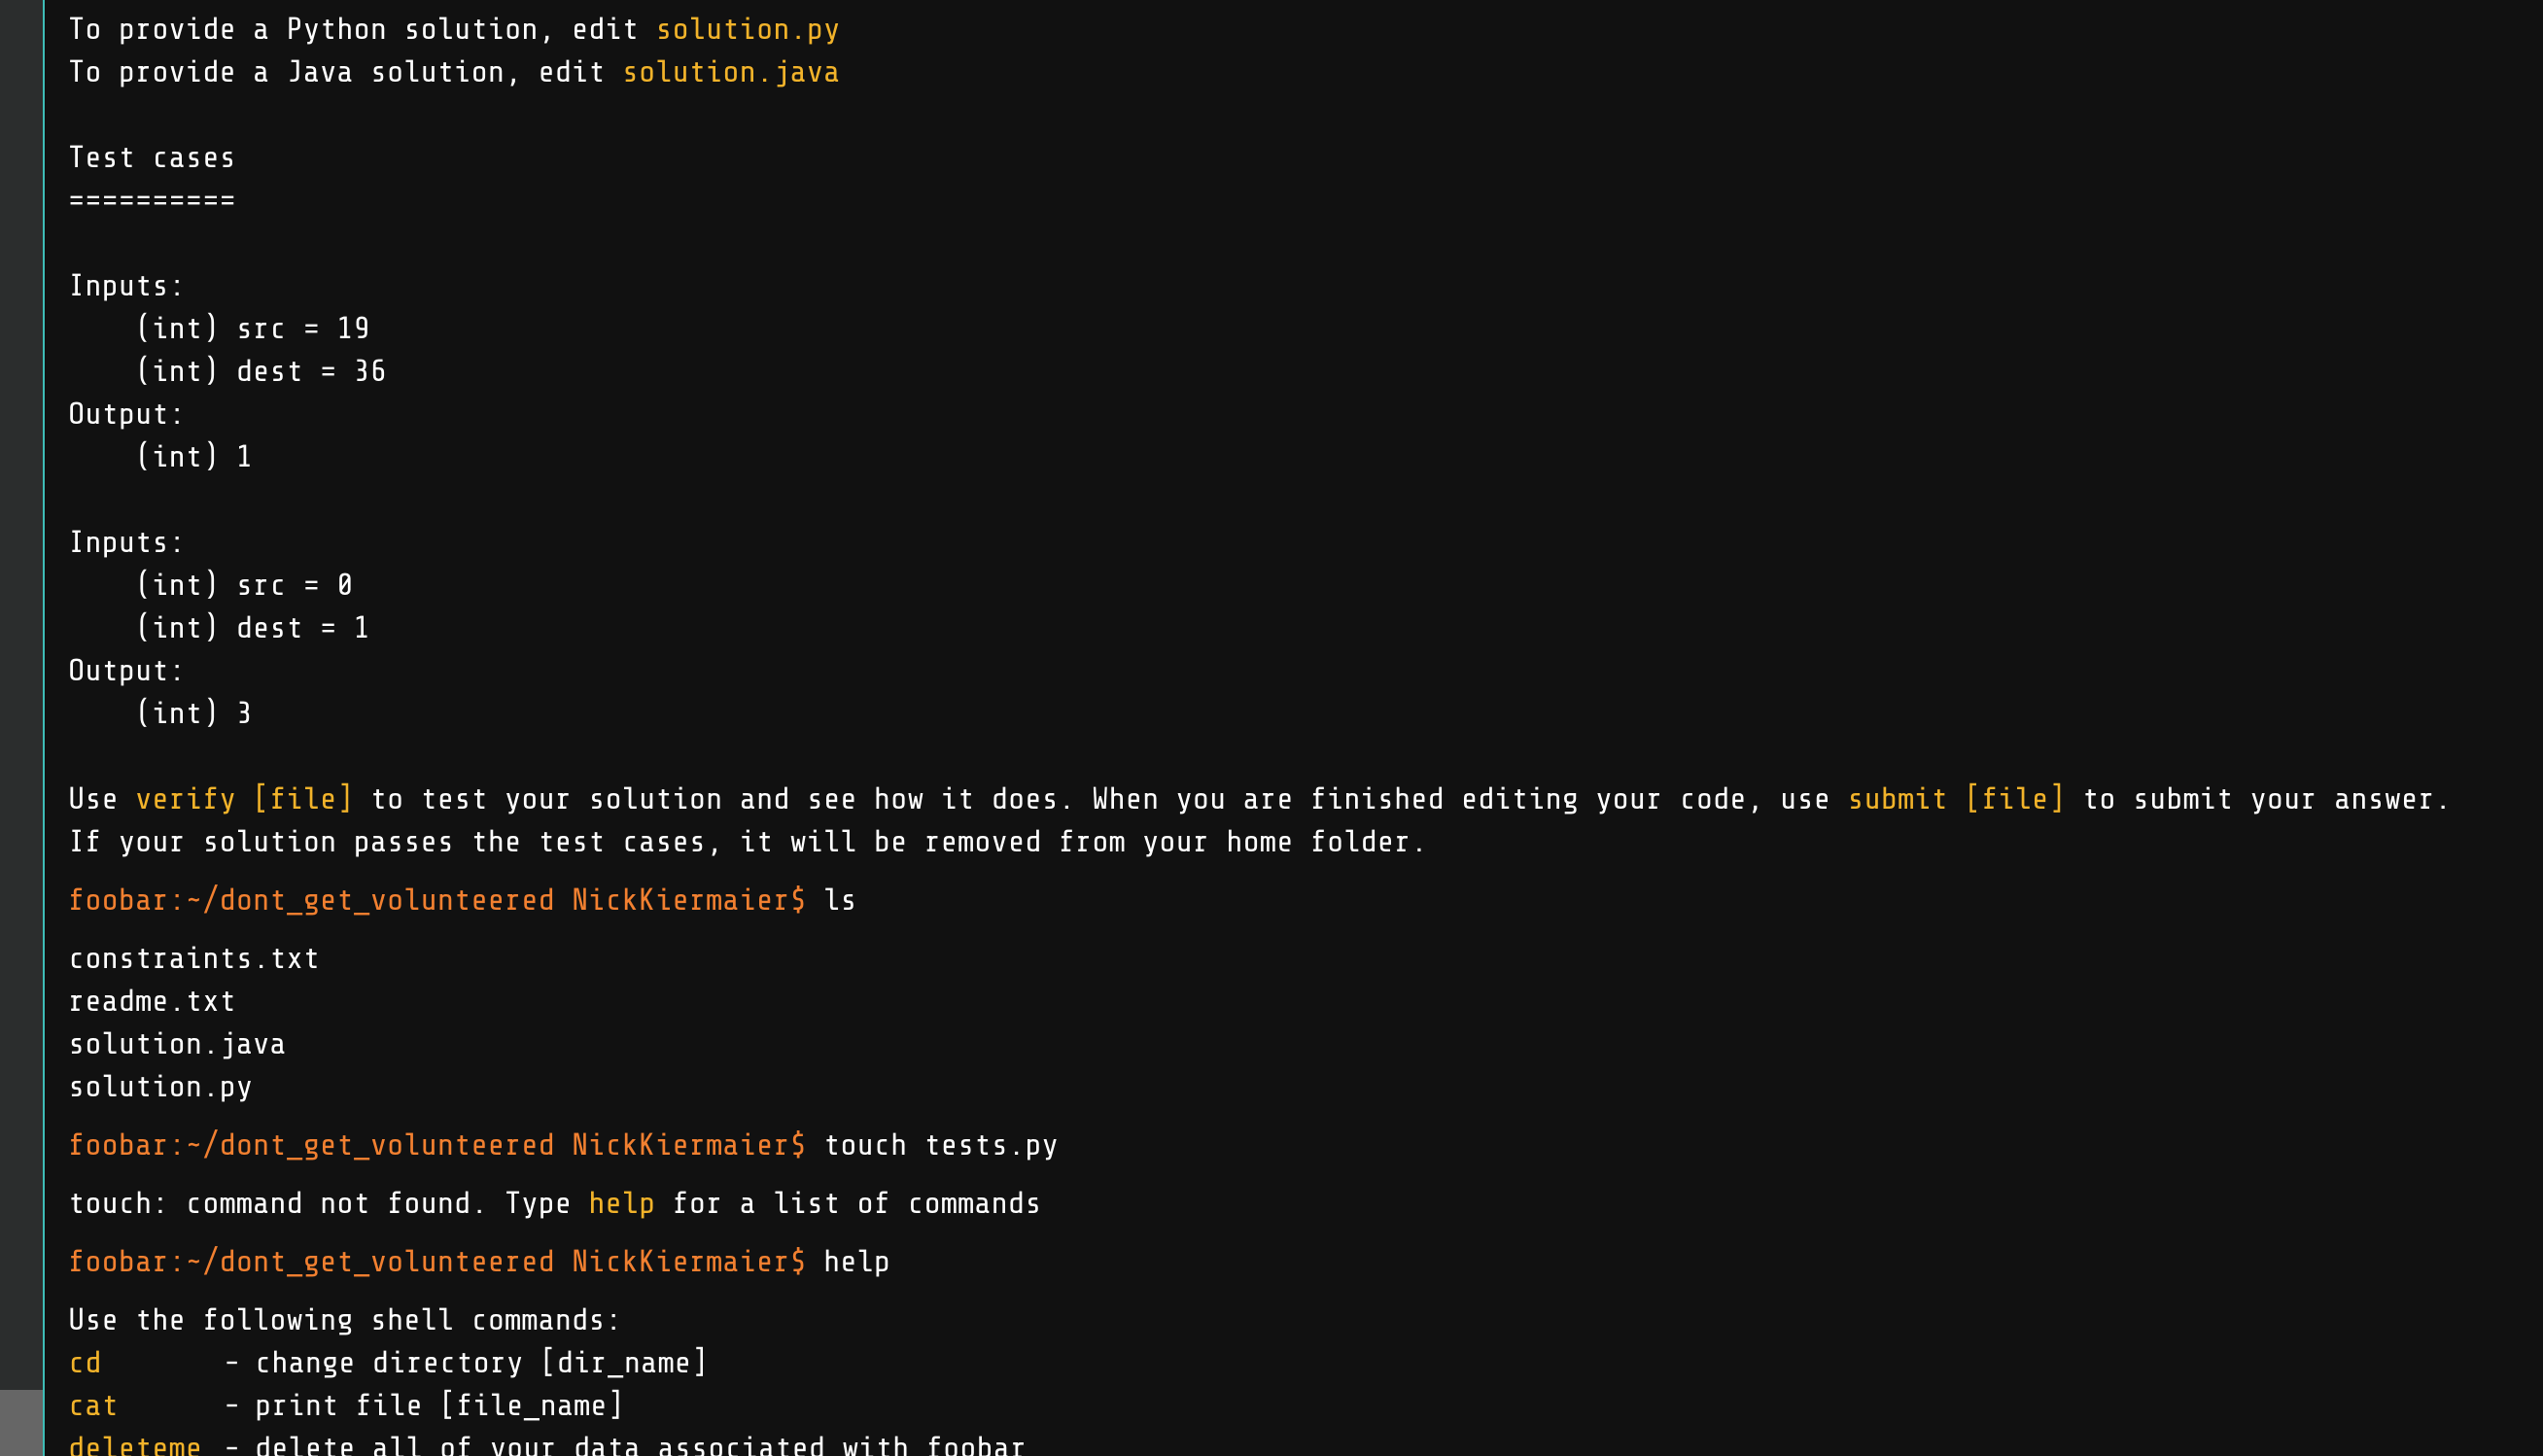 To provide a Python solution, edit solution.py
To provide a Java solution, edit solution.java
Test cases
==========
Inputs:
(int) src = 19
(int) dest = 36
Output:
(int) 1
Inputs:
(int) src = 0
(int) dest = 1
Output:
(int) 3
Use verify [file] to test your solution and see how it does. When you are finished editing your code, use submit [file] to submit your answer.
If your solution passes the test cases, it will be removed from your home folder.
foobar:~/dont_get_volunteered NickKiermaier$ ls
constraints.txt
readme.txt
solution.java
solution.py
foobar:~/dont_get_volunteered NickKiermaier$ touch tests.py
touch: command not found. Type help for a list of commands
foobar:~/dont_get_volunteered NickKiermaier$ help
Use the following shell commands:
cd - change directory [dir_name]
cat - print file [file_name]
deleteme - delete all of your data associated with foobar